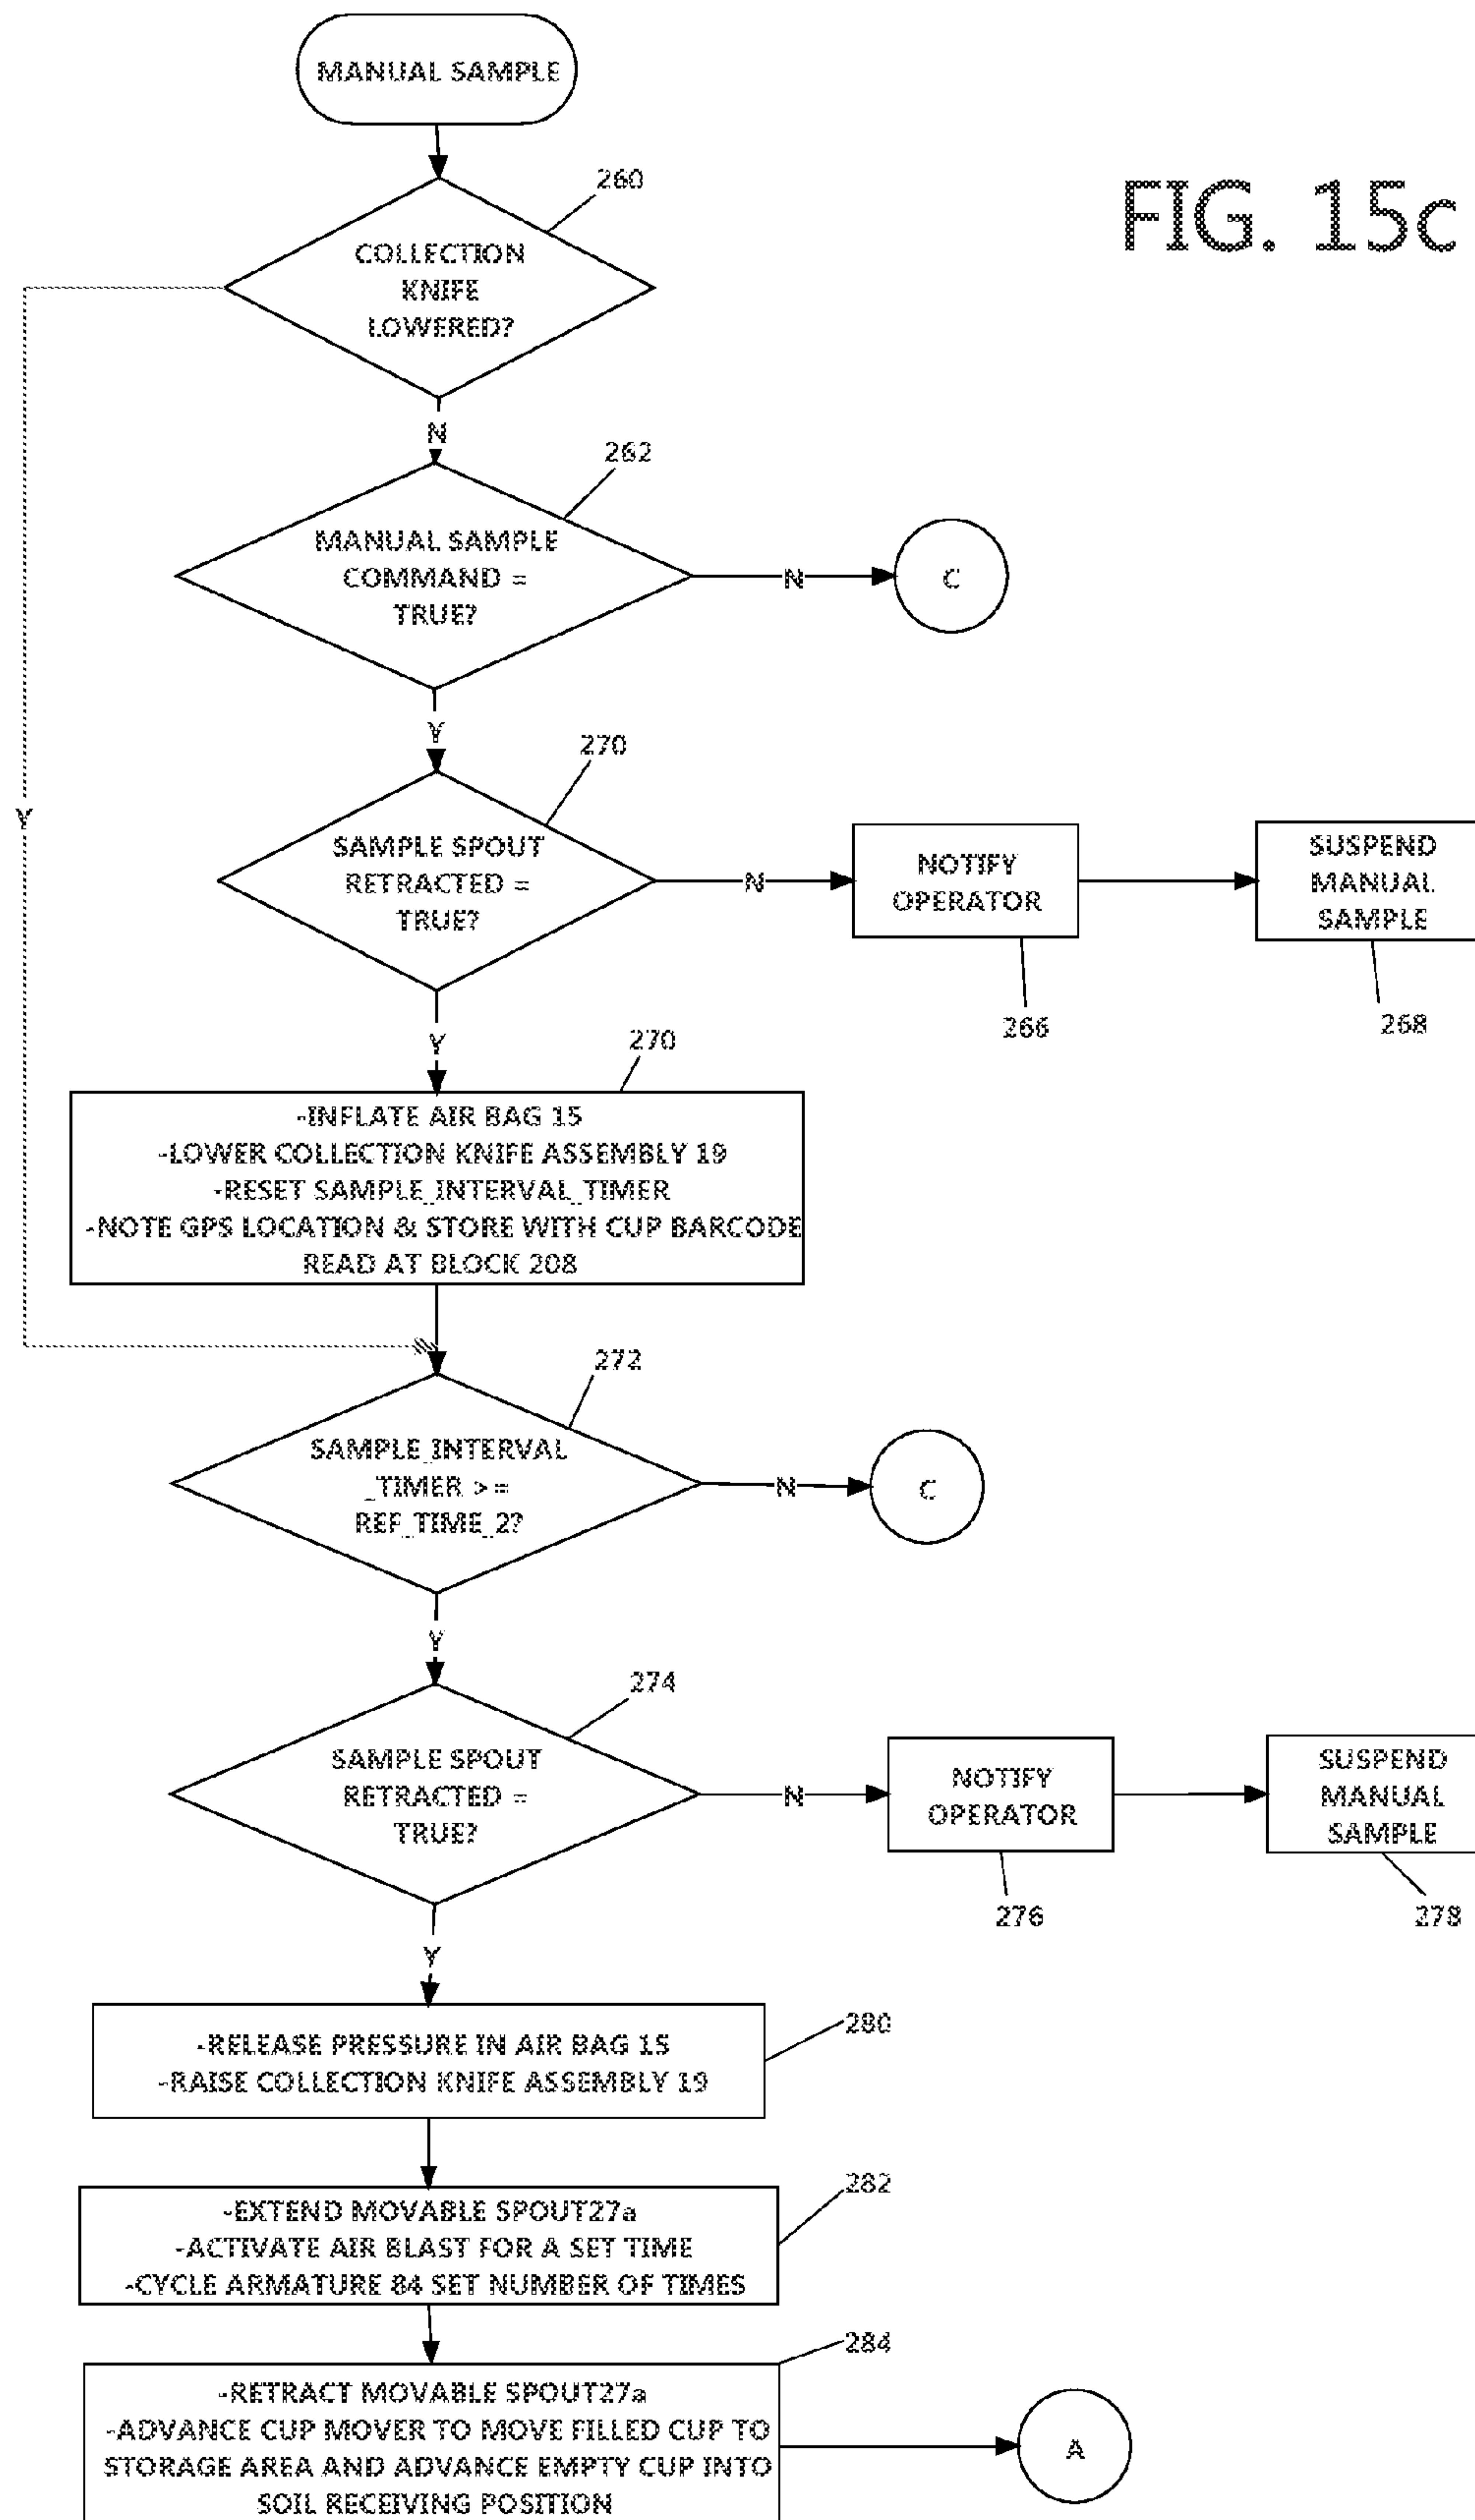 MANUAL SAMPLE
260
FIG. 15c
COLLECTION
KNIFE
LOWERED?
N
262
MANUAL SAMPLE
COMMAND =
TRUE?
N
C
Y
270
Y
SAMPLE SPOUT
RETRACTED =
TRUE?
N
NOTIFY
OPERATOR
SUSPEND
MANUAL
SAMPLE
266
268
Y
270
-INFLATE AIR BAG 15
-LOWER COLLECTION KNIFE ASSEMBLY 19
-RESET SAMPLE_INTERVAL_TIMER
-NOTE GPS LOCATION & STORE WITH CUP BARCODE
READ AT BLOCK 208
272
SAMPLE_INTERVAL
_TIMER >=
REF_TIME_2?
N
C
Y
274
SAMPLE SPOUT
RETRACTED =
TRUE?
N
NOTIFY
OPERATOR
SUSPEND
MANUAL
SAMPLE
276
278
Y
280
-RELEASE PRESSURE IN AIR BAG 15
-RAISE COLLECTION KNIFE ASSEMBLY 19
282
-EXTEND MOVABLE SPOUT27a
-ACTIVATE AIR BLAST FOR A SET TIME
-CYCLE ARMATURE 84 SET NUMBER OF TIMES
284
-RETRACT MOVABLE SPOUT27a
-ADVANCE CUP MOVER TO MOVE FILLED CUP TO
STORAGE AREA AND ADVANCE EMPTY CUP INTO
SOIL RECEIVING POSITION
A